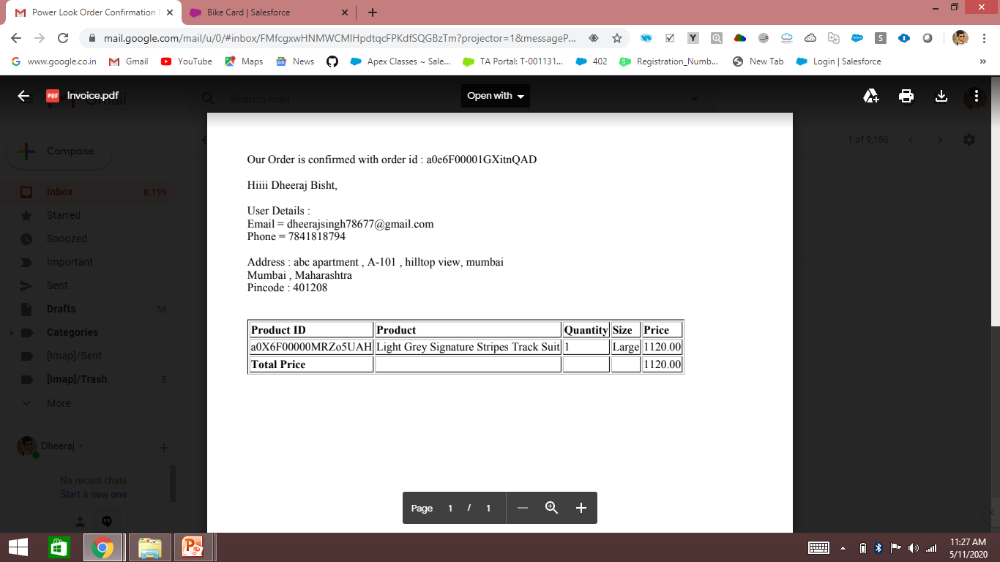 Power Look Order Confirmation
Bike Card | Salesforce
mail.google.com/mail/u/0/#inbox/FMfcgxwHNMWCMIHpdtqcFPKdfSQGBzTm?projector=1&messageP...
www.google.co.in
Gmail
YouTube
Maps
News
Apex Classes ~ Sale...
TA Portal: T-001131...
402
Registration_Numb...
New Tab
Login | Salesforce
»
PDF
Invoice.pdf
Gmail
Search mail
Open with
Compose
1 of 9,186
Inbox 8,199
Starred
Snoozed
Important
Sent
Drafts 58
Categories
[Imap]/Sent
[Imap]/Trash 8
More
Dheeraj
No recent chats
Start a new one
Our Order is confirmed with order id : a0e6F00001GXitnQAD
Hiiii Dheeraj Bisht,
User Details :
Email = dheerajsingh78677@gmail.com
Phone = 7841818794
Address : abc apartment , A-101 , hilltop view, mumbai
Mumbai , Maharashtra
Pincode : 401208
Product ID Product Quantity Size Price
a0X6F00000MRZo5UAH Light Grey Signature Stripes Track Suit 1 Large 1120.00
Total Price 1120.00
Page 1 / 1
11:27 AM
5/11/2020